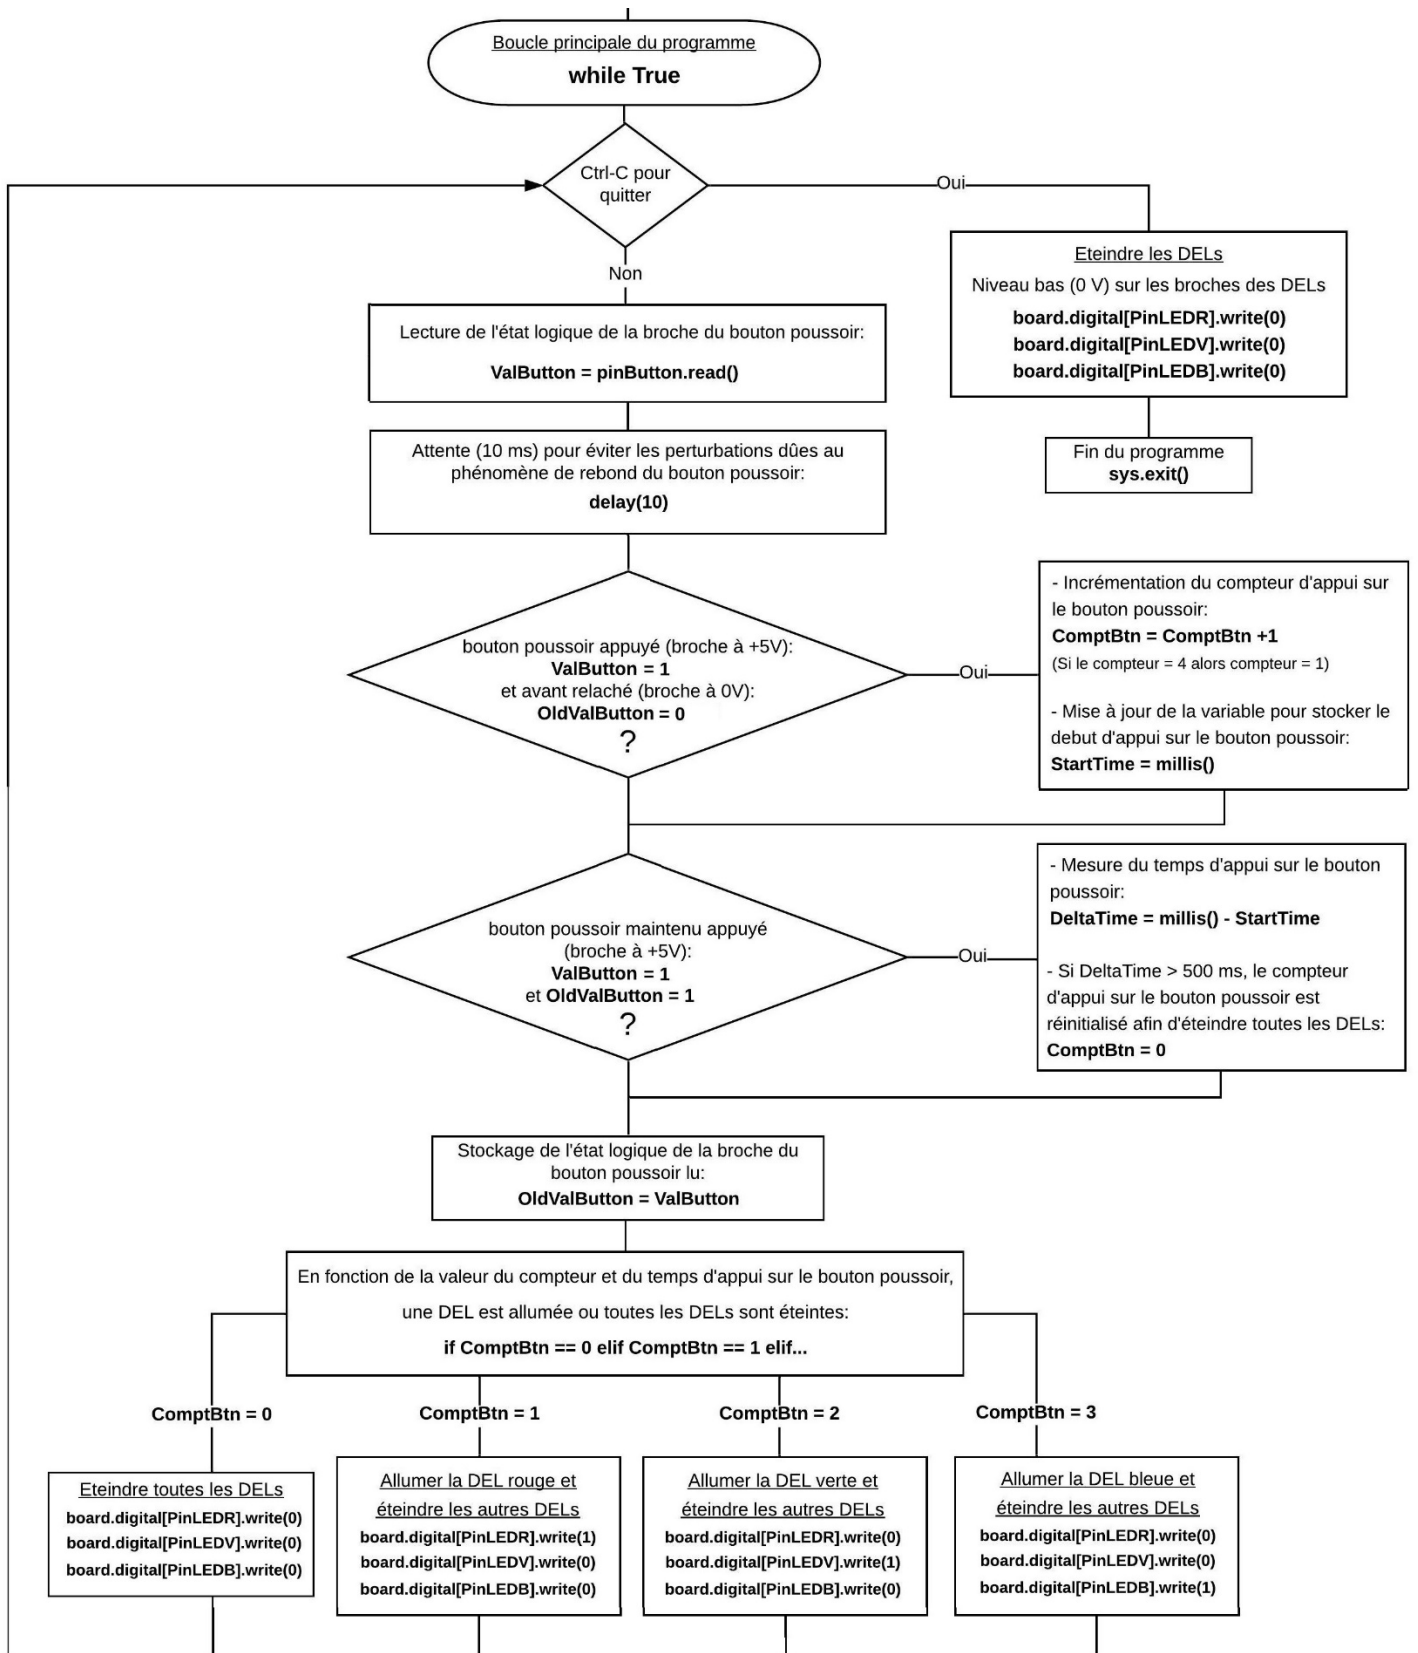 Boucle principale du programme
while True
Ctrl-C pour
quitter
Oui
Non
Eteindre les DELs
Niveau bas (0 V) sur les broches des DELs
board.digital[PinLEDR].write(0)
board.digital[PinLEDV].write(0)
board.digital[PinLEDB].write(0)
Fin du programme
sys.exit()
Lecture de l'état logique de la broche du bouton poussoir:
ValButton = pinButton.read()
Attente (10 ms) pour éviter les perturbations dûes au
phénomène de rebond du bouton poussoir:
delay(10)
bouton poussoir appuyé (broche à +5V):
ValButton = 1
et avant relaché (broche à 0V):
OldValButton = 0
?
Oui
- Incrémentation du compteur d'appui sur
le bouton poussoir:
ComptBtn = ComptBtn +1
(Si le compteur = 4 alors compteur = 1)
- Mise à jour de la variable pour stocker le
debut d'appui sur le bouton poussoir:
StartTime = millis()
bouton poussoir maintenu appuyé
(broche à +5V):
ValButton = 1
et OldValButton = 1
?
Oui
- Mesure du temps d'appui sur le bouton
poussoir:
DeltaTime = millis() - StartTime
- Si DeltaTime > 500 ms, le compteur
d'appui sur le bouton poussoir est
réinitialisé afin d'éteindre toutes les DELs:
ComptBtn = 0
Stockage de l'état logique de la broche du
bouton poussoir lu:
OldValButton = ValButton
En fonction de la valeur du compteur et du temps d'appui sur le bouton poussoir,
une DEL est allumée ou toutes les DELs sont éteintes:
if ComptBtn == 0 elif ComptBtn == 1 elif...
ComptBtn = 0
ComptBtn = 1
ComptBtn = 2
ComptBtn = 3
Eteindre toutes les DELs
board.digital[PinLEDR].write(0)
board.digital[PinLEDV].write(0)
board.digital[PinLEDB].write(0)
Allumer la DEL rouge et
éteindre les autres DELs
board.digital[PinLEDR].write(1)
board.digital[PinLEDV].write(0)
board.digital[PinLEDB].write(0)
Allumer la DEL verte et
éteindre les autres DELs
board.digital[PinLEDR].write(0)
board.digital[PinLEDV].write(1)
board.digital[PinLEDB].write(0)
Allumer la DEL bleue et
éteindre les autres DELs
board.digital[PinLEDR].write(0)
board.digital[PinLEDV].write(0)
board.digital[PinLEDB].write(1)